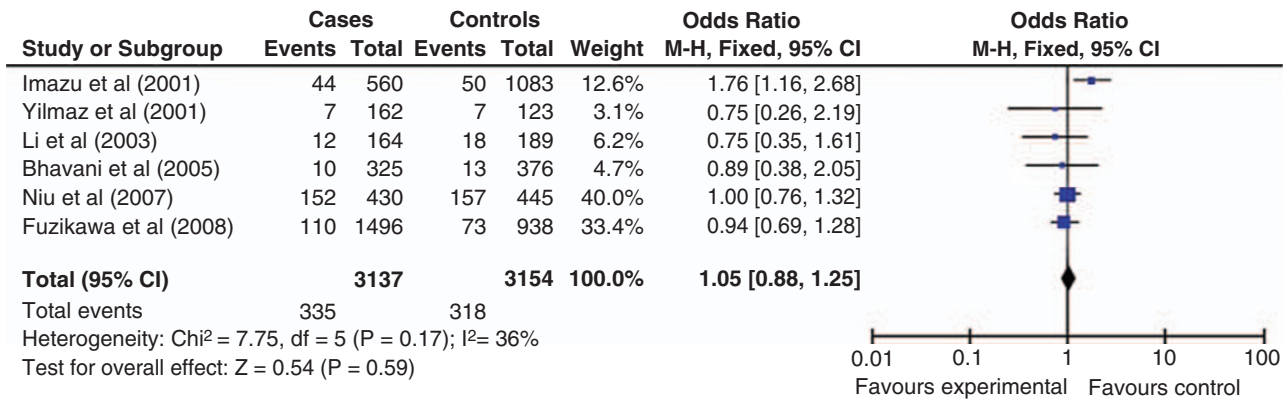 Cases Controls Odds Ratio Odds Ratio
Study or Subgroup Events Total Events Total Weight M-H, Fixed, 95% CI M-H, Fixed, 95% CI
Imazu et al (2001) 44 560 50 1083 12.6% 1.76 [1.16, 2.68]
Yilmaz et al (2001) 7 162 7 123 3.1% 0.75 [0.26, 2.19]
Li et al (2003) 12 164 18 189 6.2% 0.75 [0.35, 1.61]
Bhavani et al (2005) 10 325 13 376 4.7% 0.89 [0.38, 2.05]
Niu et al (2007) 152 430 157 445 40.0% 1.00 [0.76, 1.32]
Fuzikawa et al (2008) 110 1496 73 938 33.4% 0.94 [0.69, 1.28]
Total (95% CI) 3137 3154 100.0% 1.05 [0.88, 1.25]
Total events 335 318
Heterogeneity: Chi² = 7.75, df = 5 (P = 0.17); I²= 36%
Test for overall effect: Z = 0.54 (P = 0.59)
0.01 0.1 1 10 100
Favours experimental Favours control